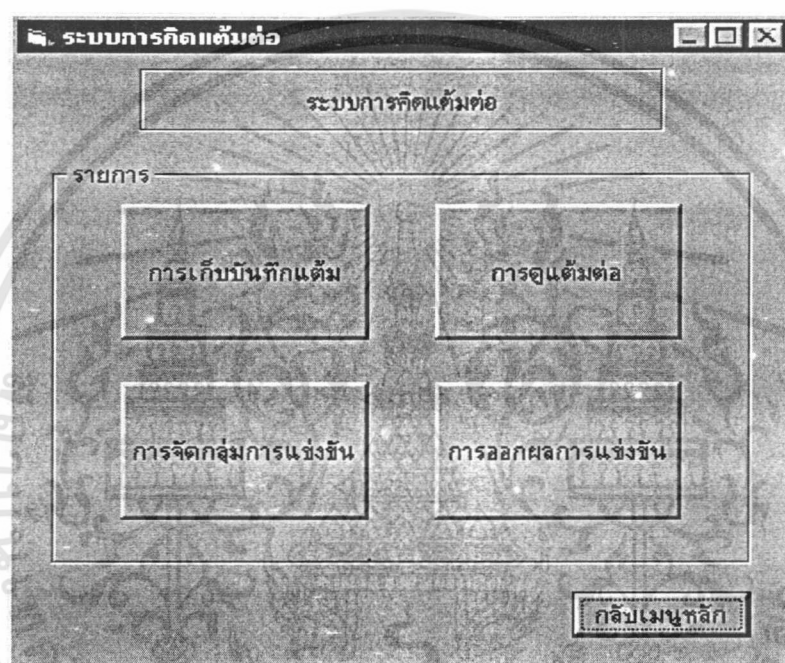 ระบบการคิดแต้มต่อ
ระบบการคิดแต้มต่อ
รายการ
การเก็บบันทึกแต้ม
การดูแต้มต่อ
การจัดกลุ่มการแข่งขัน
การออกผลการแข่งขัน
กลับเมนูหลัก